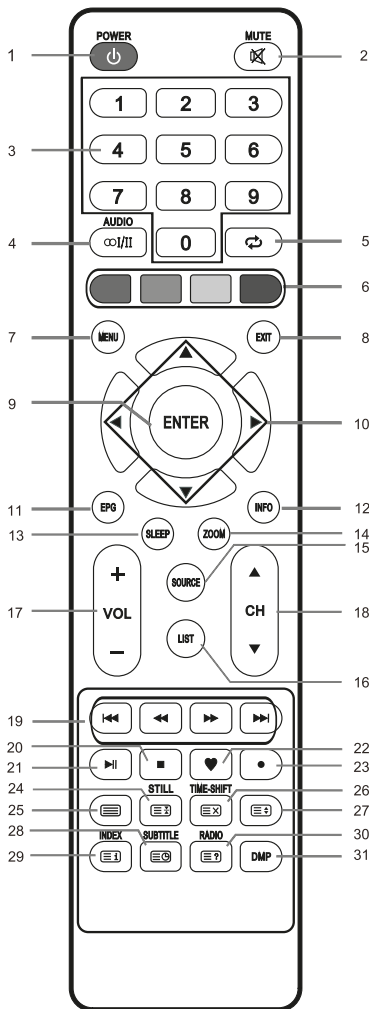 POWER MUTE
1 2
1 2 3
3 4 5 6
7 8 9
AUDIO
4 I/II 0 5
6
7 MENU EXIT 8
9 ENTER 10
11 EPG INFO 12
13 SLEEP ZOOM 14
15
SOURCE
+
17 VOL CH 18
−
LIST
16
19
20 22
21 23
24 STILL TIME-SHIFT 26
25 27
28 INDEX SUBTITLE RADIO 30
29 i ? DMP 31